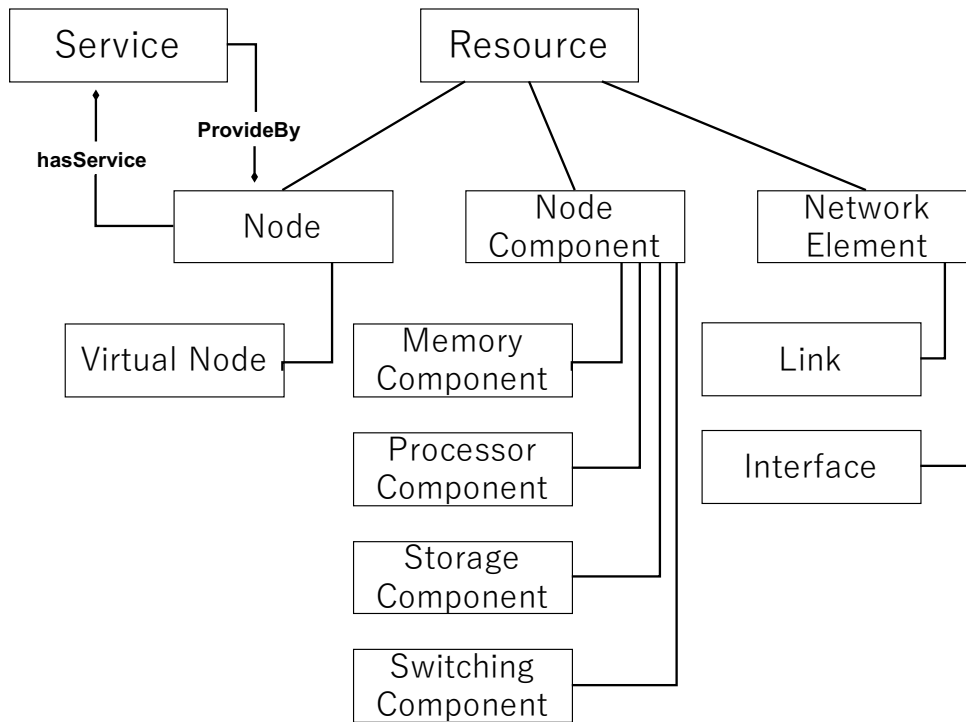 Service
Resource
ProvideBy
hasService
Node
Node
Component
Network
Element
Virtual Node
Memory
Component
Link
Processor
Component
Interface
Storage
Component
Switching
Component